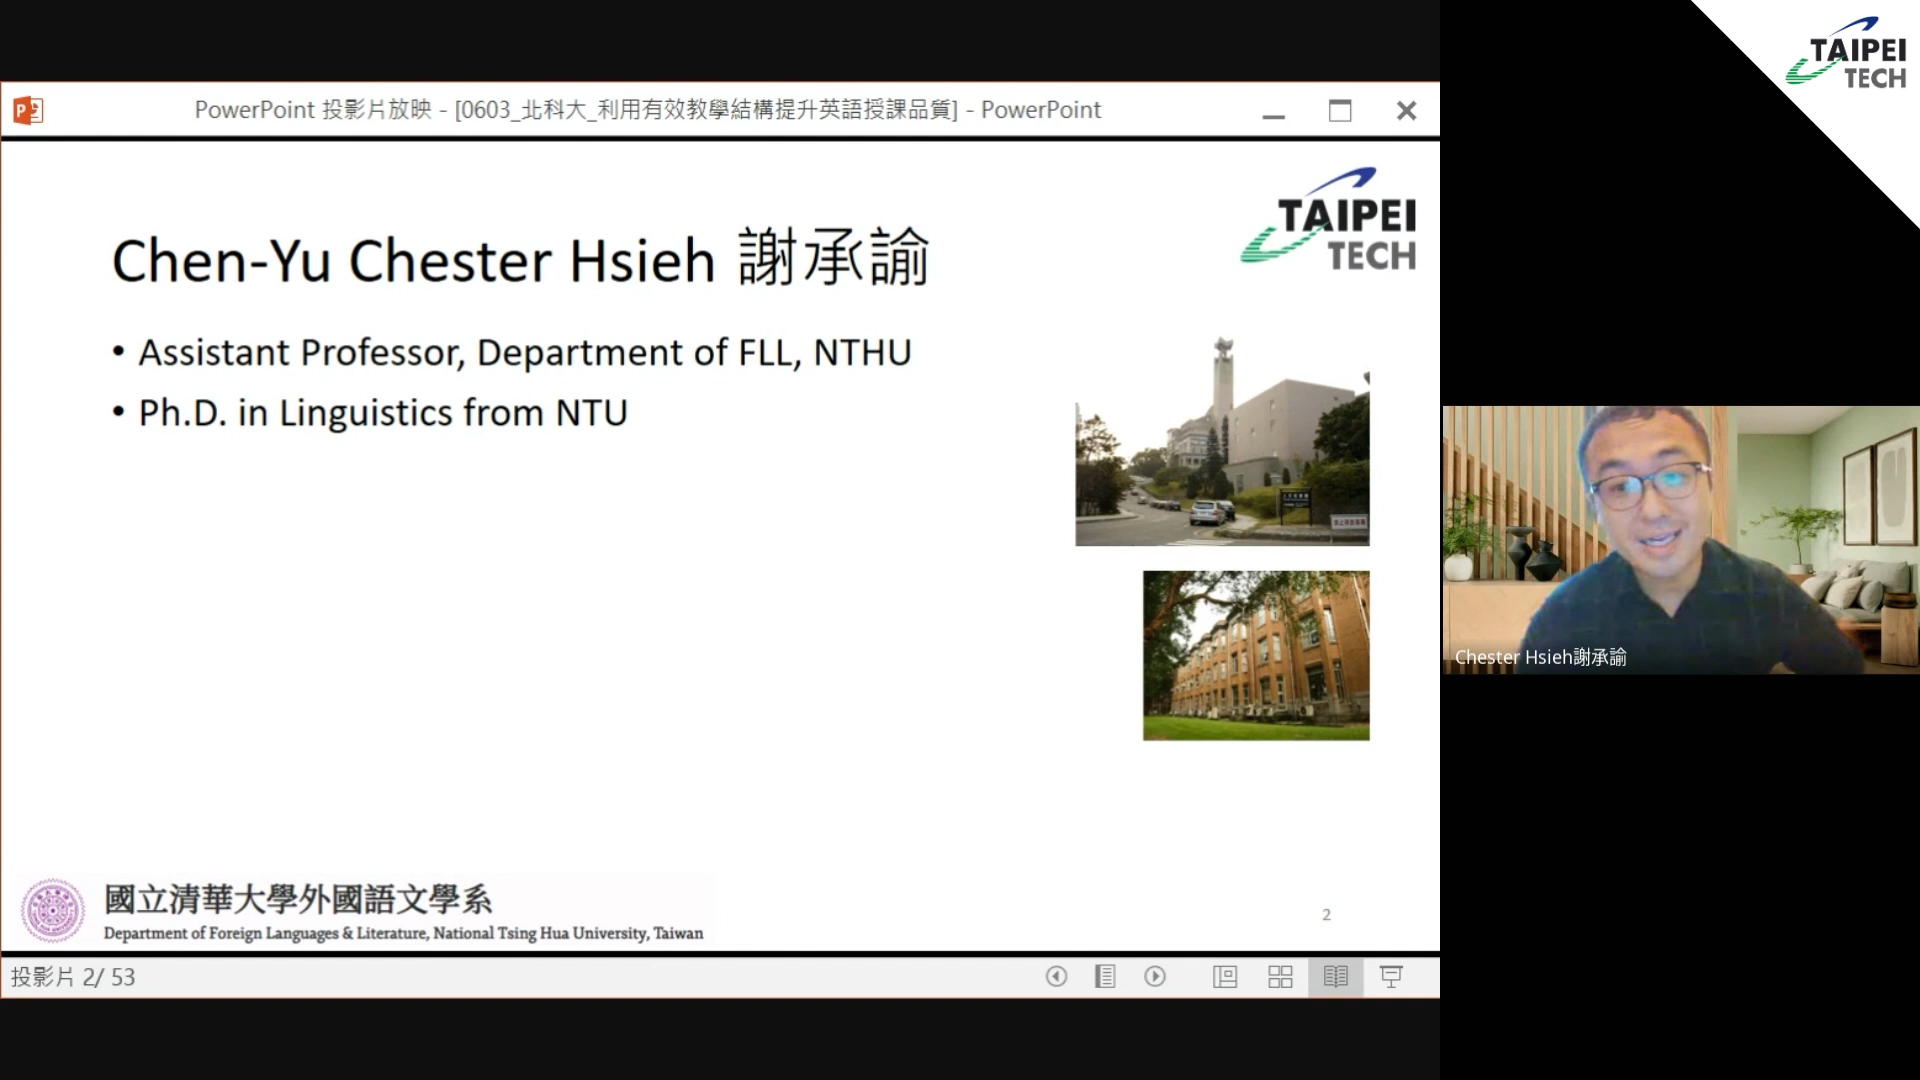 PowerPoint 投影片放映 - [0603_北科大_利用有效教學結構提升英語授課品質] - PowerPoint
TAIPEI
TECH
TAIPEI
TECH
Chen-Yu Chester Hsieh 謝承諭
• Assistant Professor, Department of FLL, NTHU
• Ph.D. in Linguistics from NTU
Chester Hsieh謝承諭
國立清華大學外國語文學系
Department of Foreign Languages & Literature, National Tsing Hua University, Taiwan
2
投影片 2/ 53